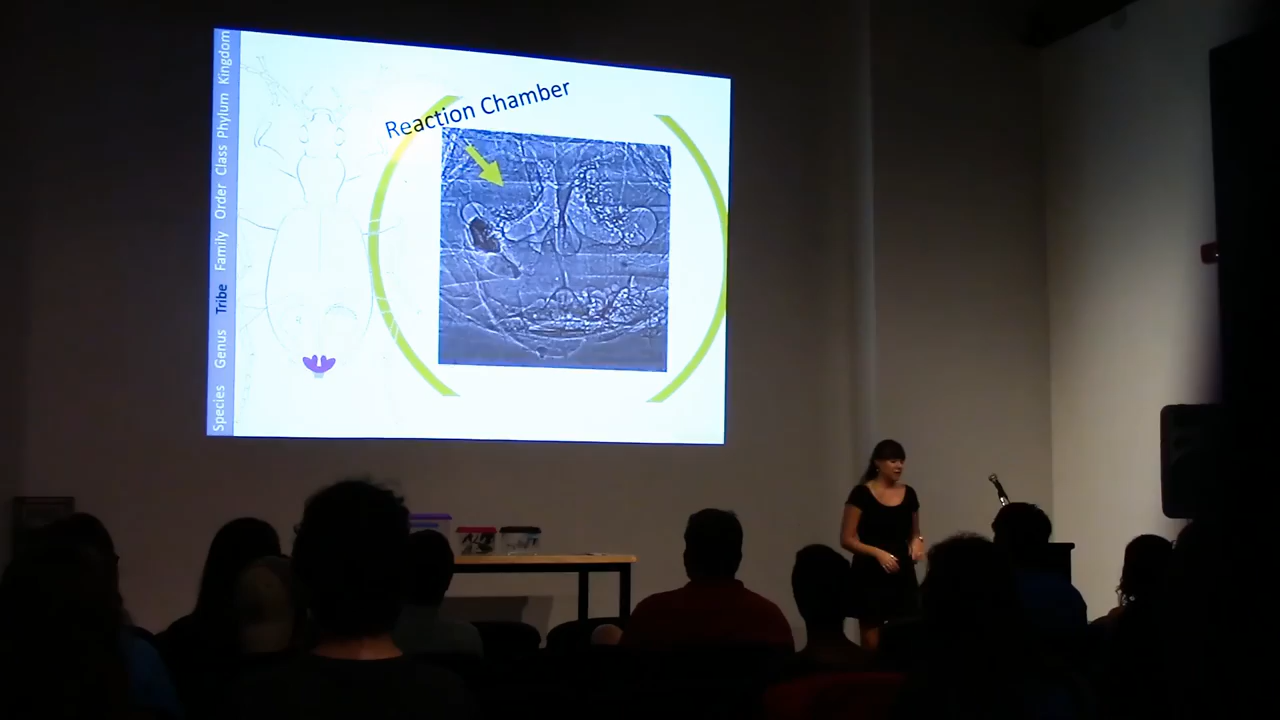 Reaction Chamber
Species Genus Tribe Family Order Class Phylum Kingdom